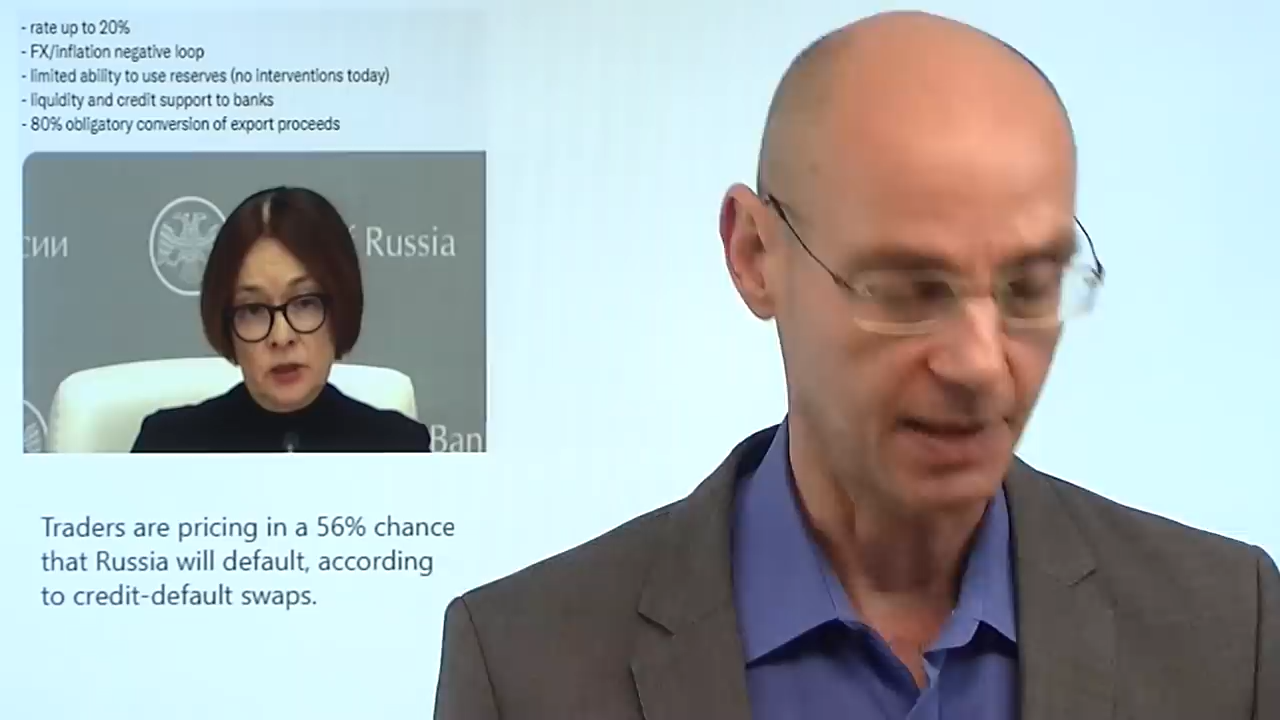 - rate up to 20%
- FX/inflation negative loop
- limited ability to use reserves (no interventions today)
- liquidity and credit support to banks
- 80% obligatory conversion of export proceeds
сии
Russia
Ban
Traders are pricing in a 56% chance
that Russia will default, according
to credit-default swaps.